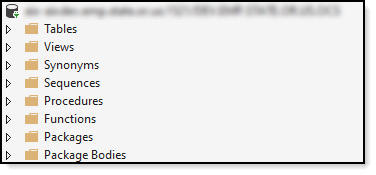 Tables
Views
Synonyms
Sequences
Procedures
Functions
Packages
Package Bodies